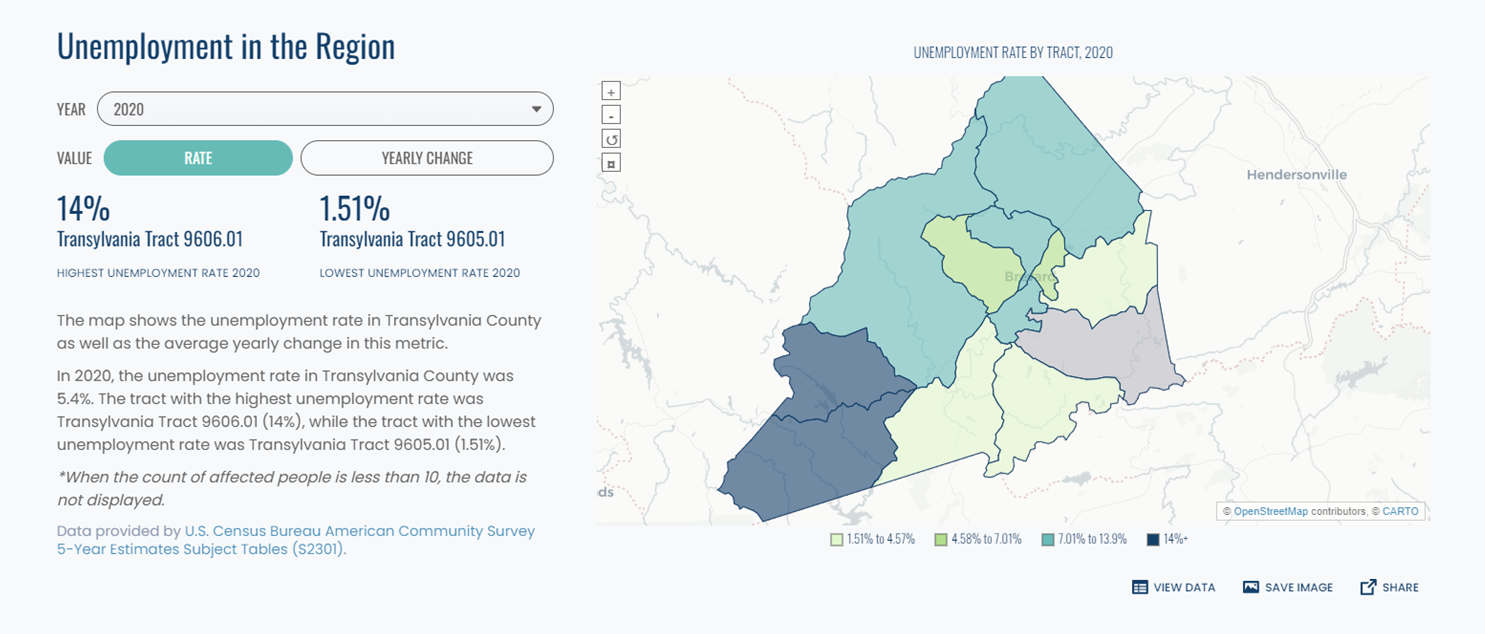 Unemployment in the Region
YEAR
2020
VALUE
RATE
YEARLY CHANGE
14%
Transylvania Tract 9606.01
HIGHEST UNEMPLOYMENT RATE 2020
1.51%
Transylvania Tract 9605.01
LOWEST UNEMPLOYMENT RATE 2020
The map shows the unemployment rate in Transylvania County
as well as the average yearly change in this metric.
In 2020, the unemployment rate in Transylvania County was
5.4%. The tract with the highest unemployment rate was
Transylvania Tract 9606.01 (14%), while the tract with the lowest
unemployment rate was Transylvania Tract 9605.01 (1.51%).
*When the count of affected people is less than 10, the data is
not displayed.
Data provided by U.S. Census Bureau American Community Survey
5-Year Estimates Subject Tables (S2301).
UNEMPLOYMENT RATE BY TRACT, 2020
+
-
Hendersonville
Brevard
ds
© OpenStreetMap contributors, © CARTO
1.51% to 4.57%
4.58% to 7.01%
7.01% to 13.9%
14%+
VIEW DATA
SAVE IMAGE
SHARE